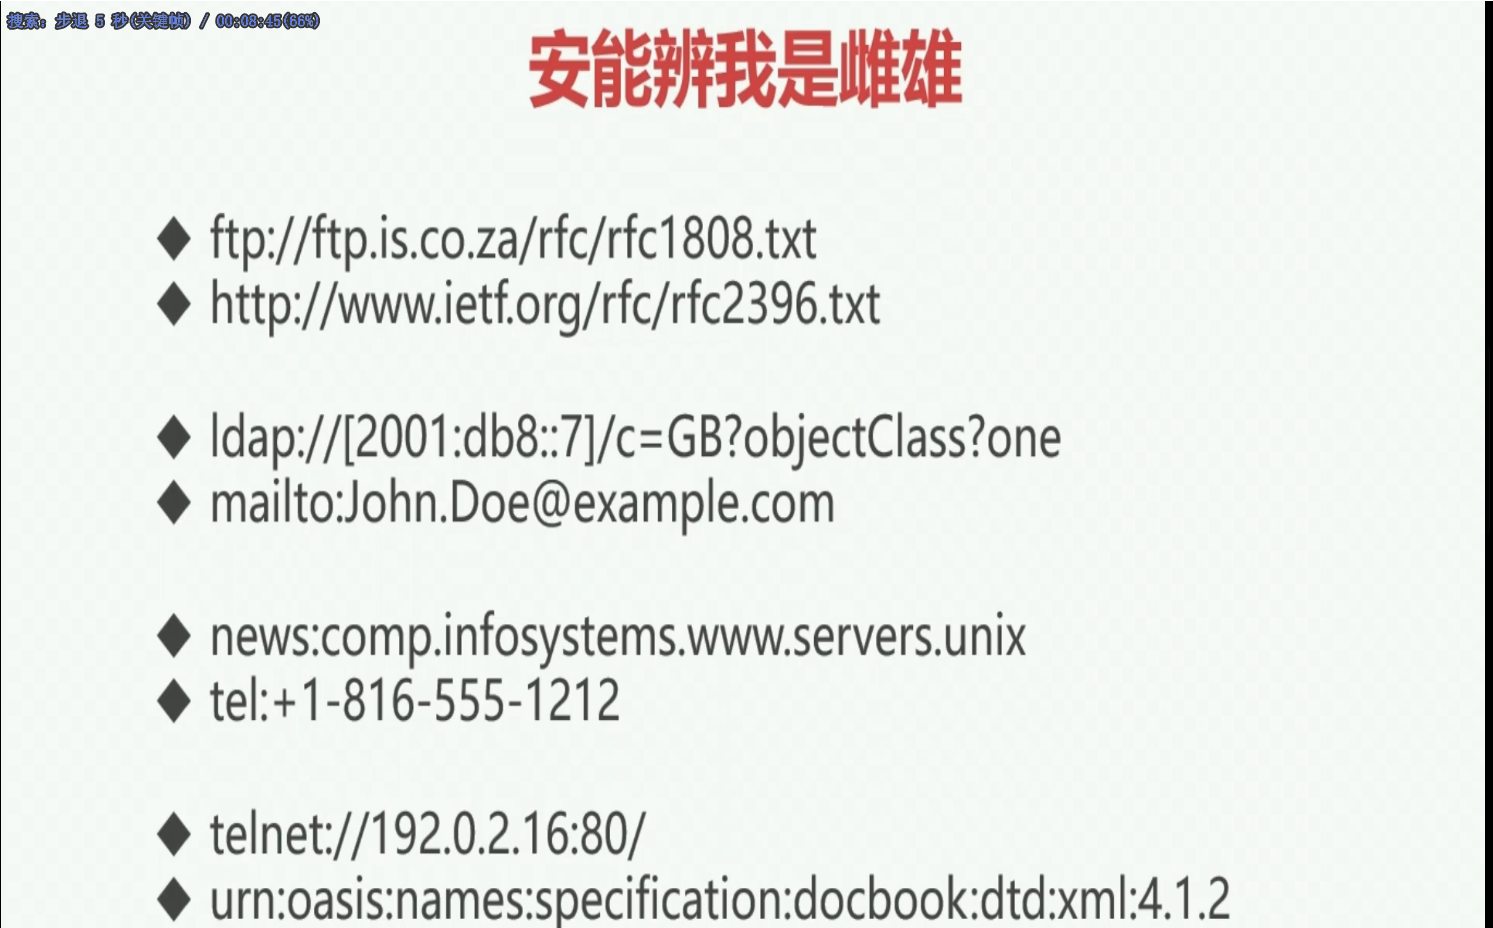 搜索: 步退 5 秒(关键帧) / 00:08:45(66%)
安能辨我是雌雄
◆ ftp://ftp.is.co.za/rfc/rfc1808.txt
◆ http://www.ietf.org/rfc/rfc2396.txt
◆ ldap://[2001:db8::7]/c=GB?objectClass?one
◆ mailto:John.Doe@example.com
◆ news:comp.infosystems.www.servers.unix
◆ tel:+1-816-555-1212
◆ telnet://192.0.2.16:80/
◆ urn:oasis:names:specification:docbook:dtd:xml:4.1.2